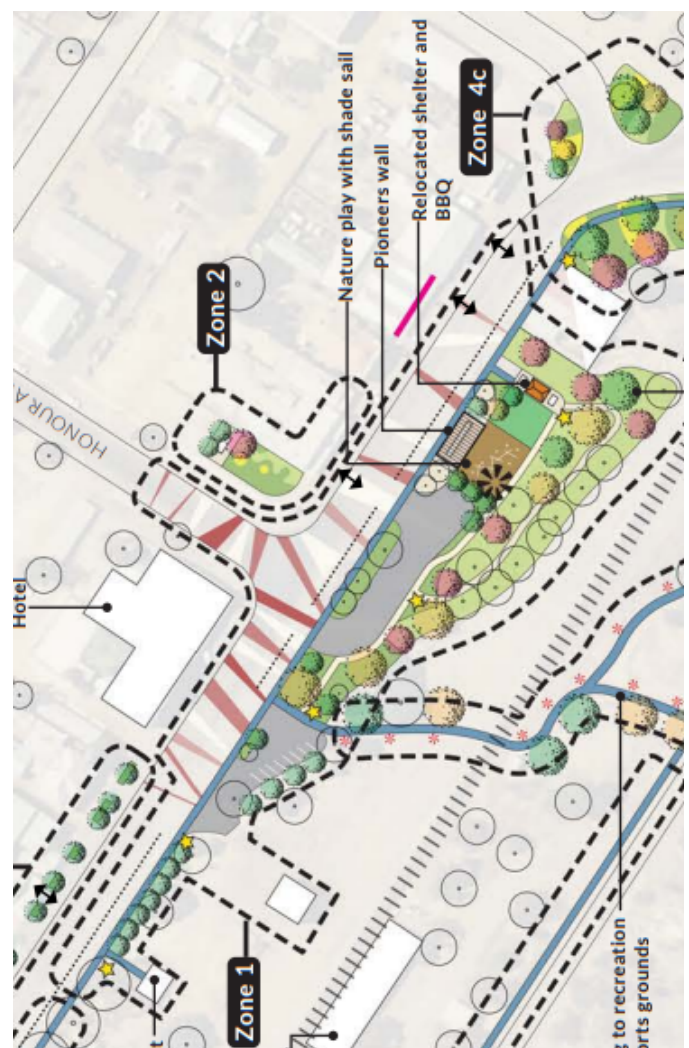 Hotel
HONOUR A
Zone 2
Nature play with shade sail
Pioneers wall
Relocated shelter and
BBQ
Zone 4c
Zone 1
to recreation
grounds